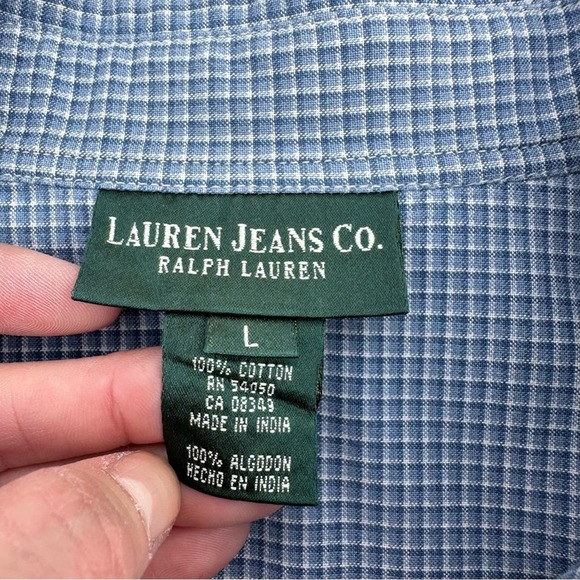 LAUREN JEANS CO.
RALPH LAUREN
L
100% COTTON
RN 54050
CA 08349
MADE IN INDIA
100% ALGODON
HECHO EN INDIA